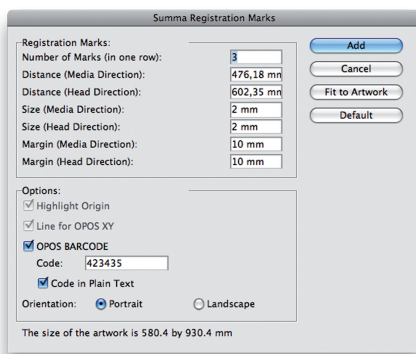 Summa Registration Marks
Registration Marks:
Number of Marks (in one row): 3
Distance (Media Direction): 476,18 mn
Distance (Head Direction): 602,35 mn
Size (Media Direction): 2 mm
Size (Head Direction): 2 mm
Margin (Media Direction): 10 mm
Margin (Head Direction): 10 mm
Add
Cancel
Fit to Artwork
Default
Options:
Highlight Origin
Line for OPOS XY
OPOS BARCODE
Code: 423435
Code in Plain Text
Orientation: Portrait Landscape
The size of the artwork is 580.4 by 930.4 mm